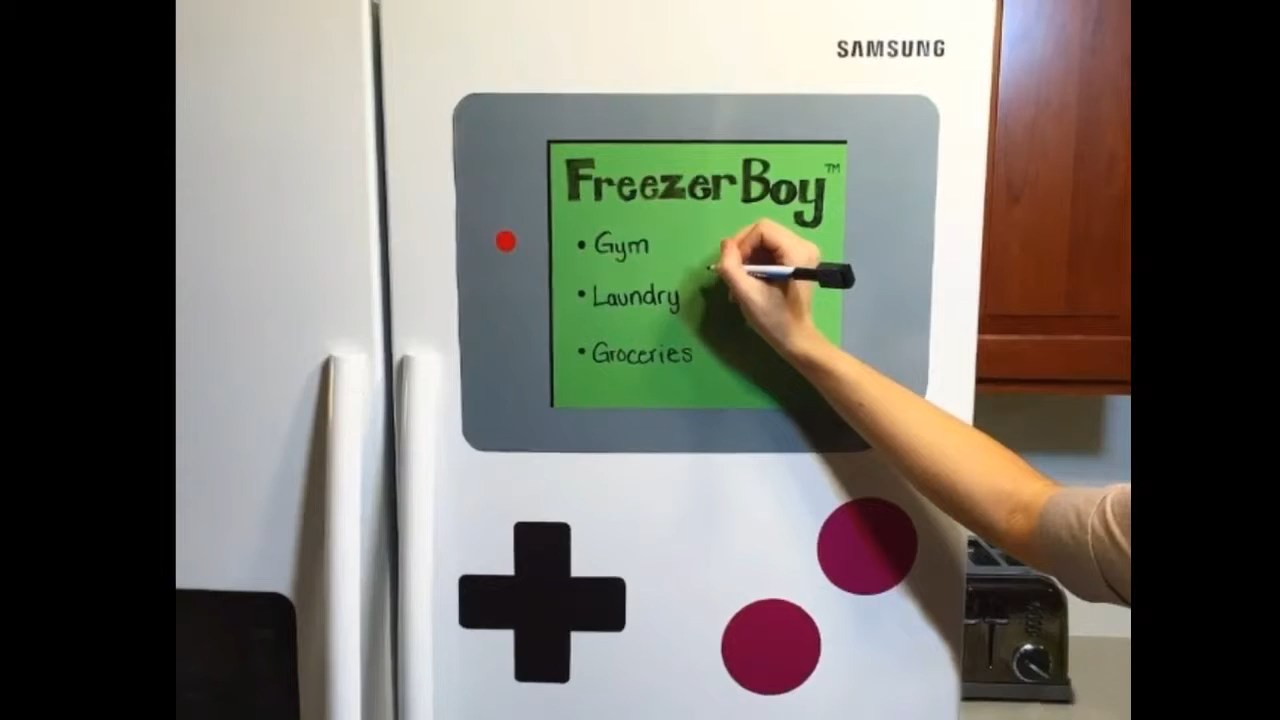 SAMSUNG
FreezerBoy™
• Gym
• Laundry
• Groceries